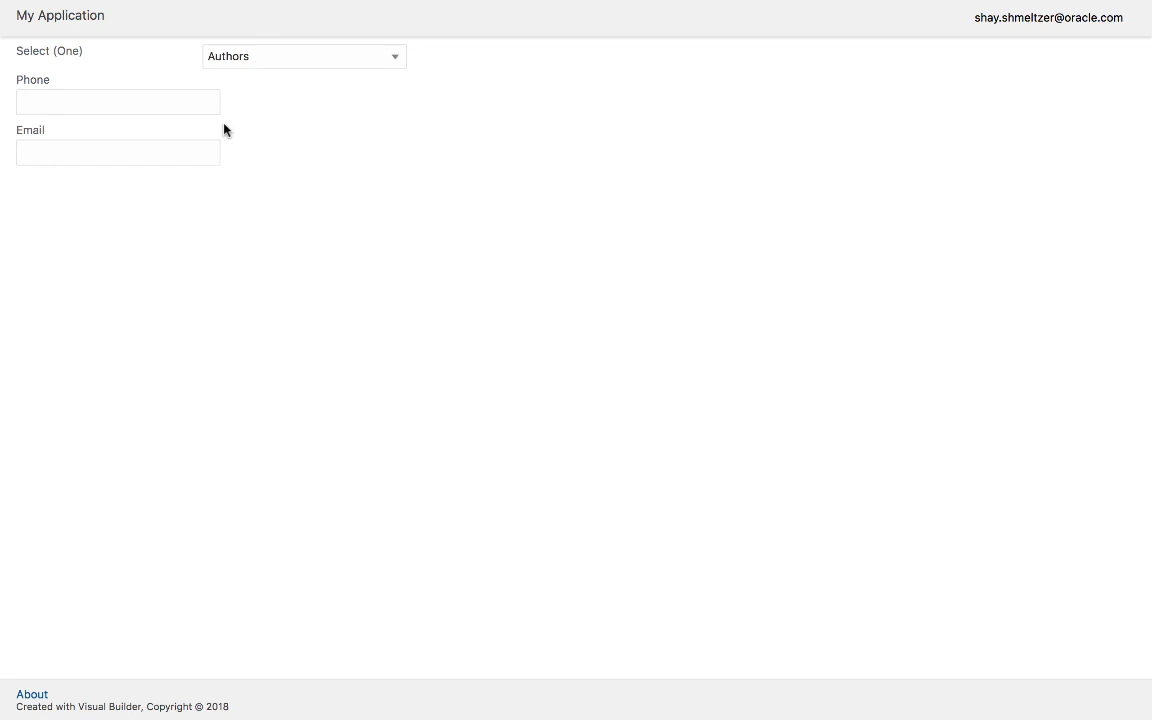 My Application
shay.shmeltzer@oracle.com
Select (One)
Authors
Phone
Email
About
Created with Visual Builder, Copyright © 2018